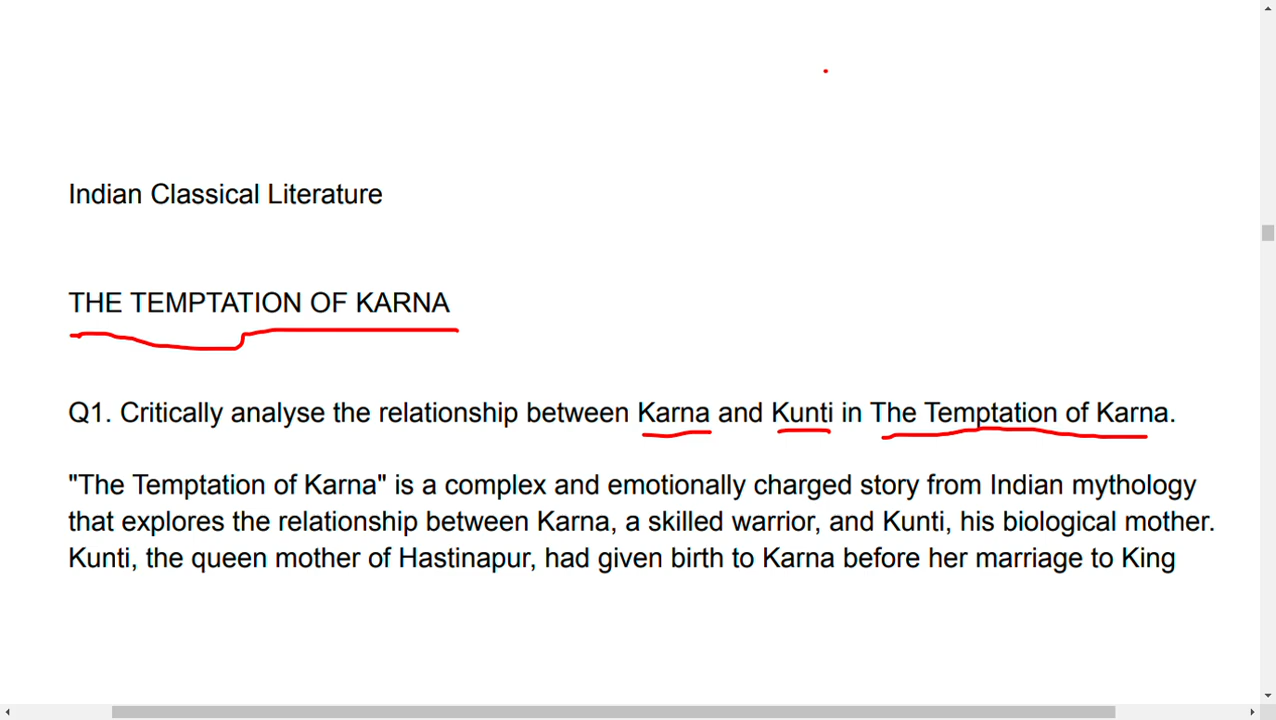 Indian Classical Literature
THE TEMPTATION OF KARNA
Q1. Critically analyse the relationship between Karna and Kunti in The Temptation of Karna.
"The Temptation of Karna" is a complex and emotionally charged story from Indian mythology
that explores the relationship between Karna, a skilled warrior, and Kunti, his biological mother.
Kunti, the queen mother of Hastinapur, had given birth to Karna before her marriage to King